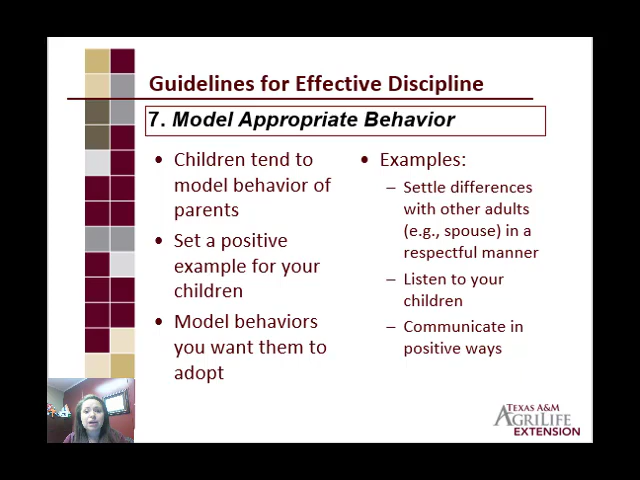 Guidelines for Effective Discipline
7. Model Appropriate Behavior
• Children tend to
model behavior of
parents
• Set a positive
example for your
children
• Model behaviors
you want them to
adopt
• Examples:
– Settle differences
with other adults
(e.g., spouse) in a
respectful manner
– Listen to your
children
– Communicate in
positive ways
TEXAS A&M
AGRILIFE
EXTENSION